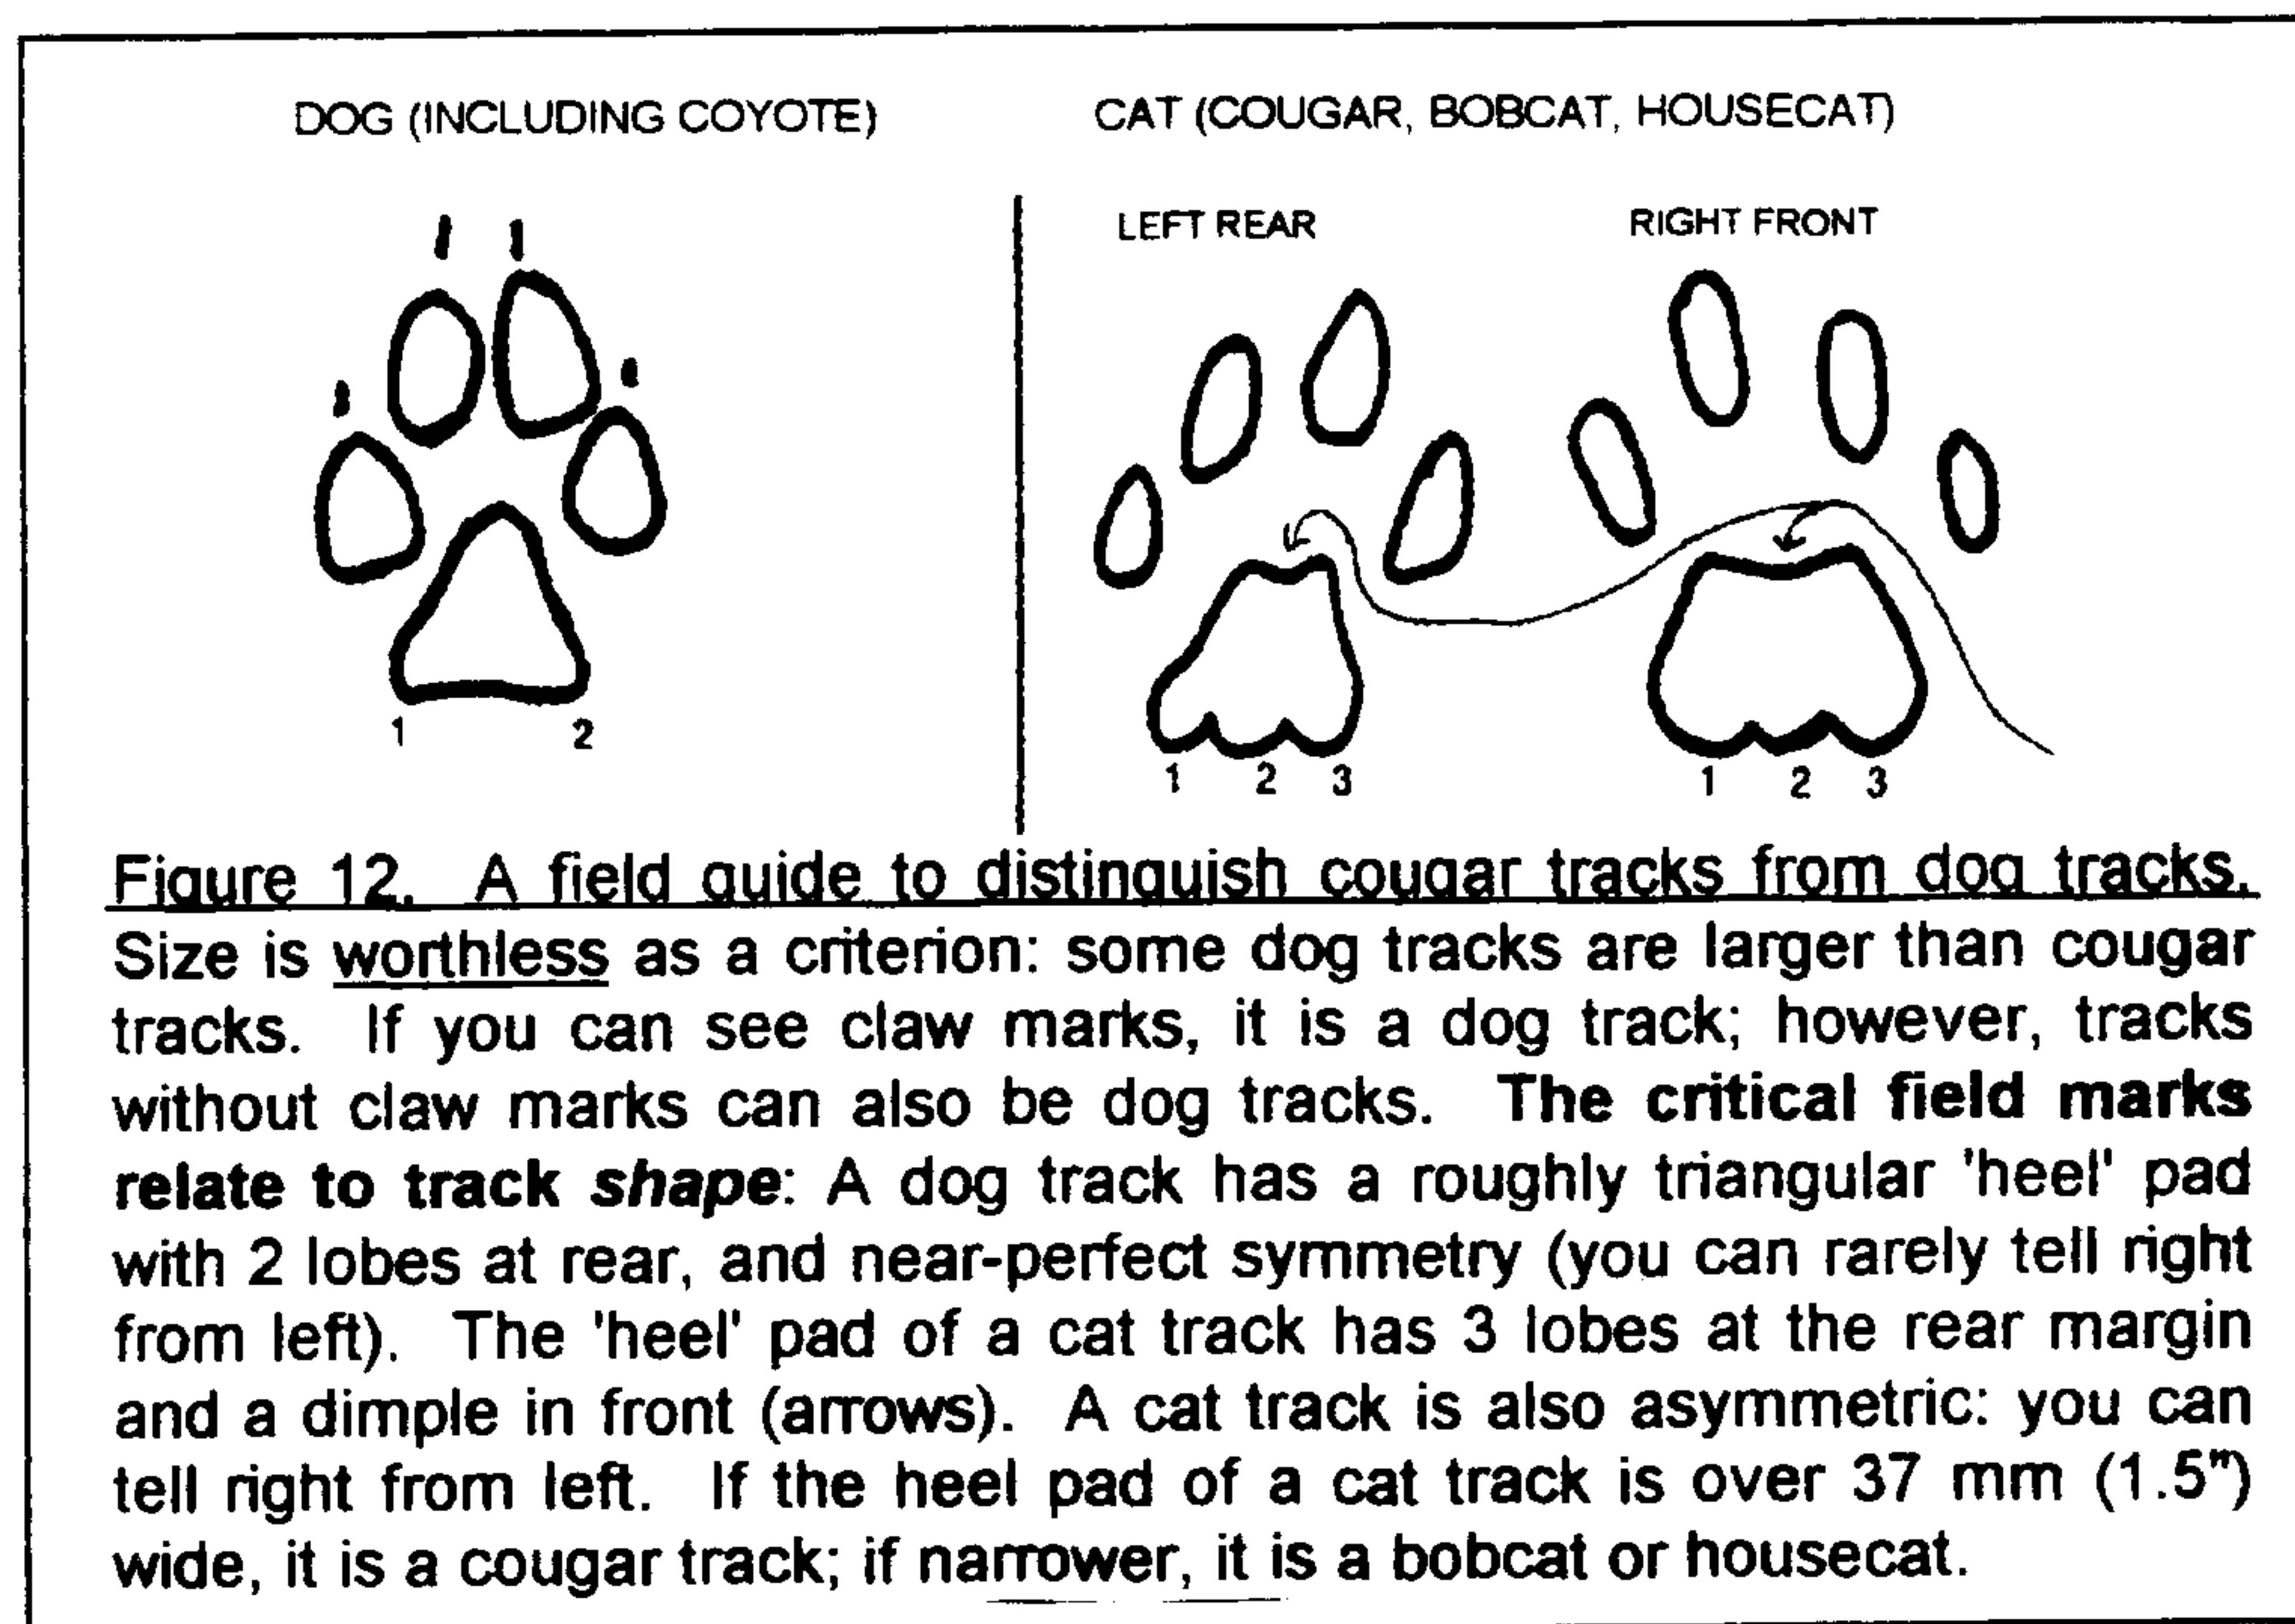 DOG (INCLUDING COYOTE)
CAT (COUGAR, BOBCAT, HOUSECAT)
LEFT REAR
RIGHT FRONT
1 2
1 2 3
1 2 3
Figure 12. A field guide to distinguish cougar tracks from dog tracks.
Size is worthless as a criterion: some dog tracks are larger than cougar
tracks. If you can see claw marks, it is a dog track; however, tracks
without claw marks can also be dog tracks. The critical field marks
relate to track shape: A dog track has a roughly triangular 'heel' pad
with 2 lobes at rear, and near-perfect symmetry (you can rarely tell right
from left). The 'heel' pad of a cat track has 3 lobes at the rear margin
and a dimple in front (arrows). A cat track is also asymmetric: you can
tell right from left. If the heel pad of a cat track is over 37 mm (1.5")
wide, it is a cougar track; if narrower, it is a bobcat or housecat.